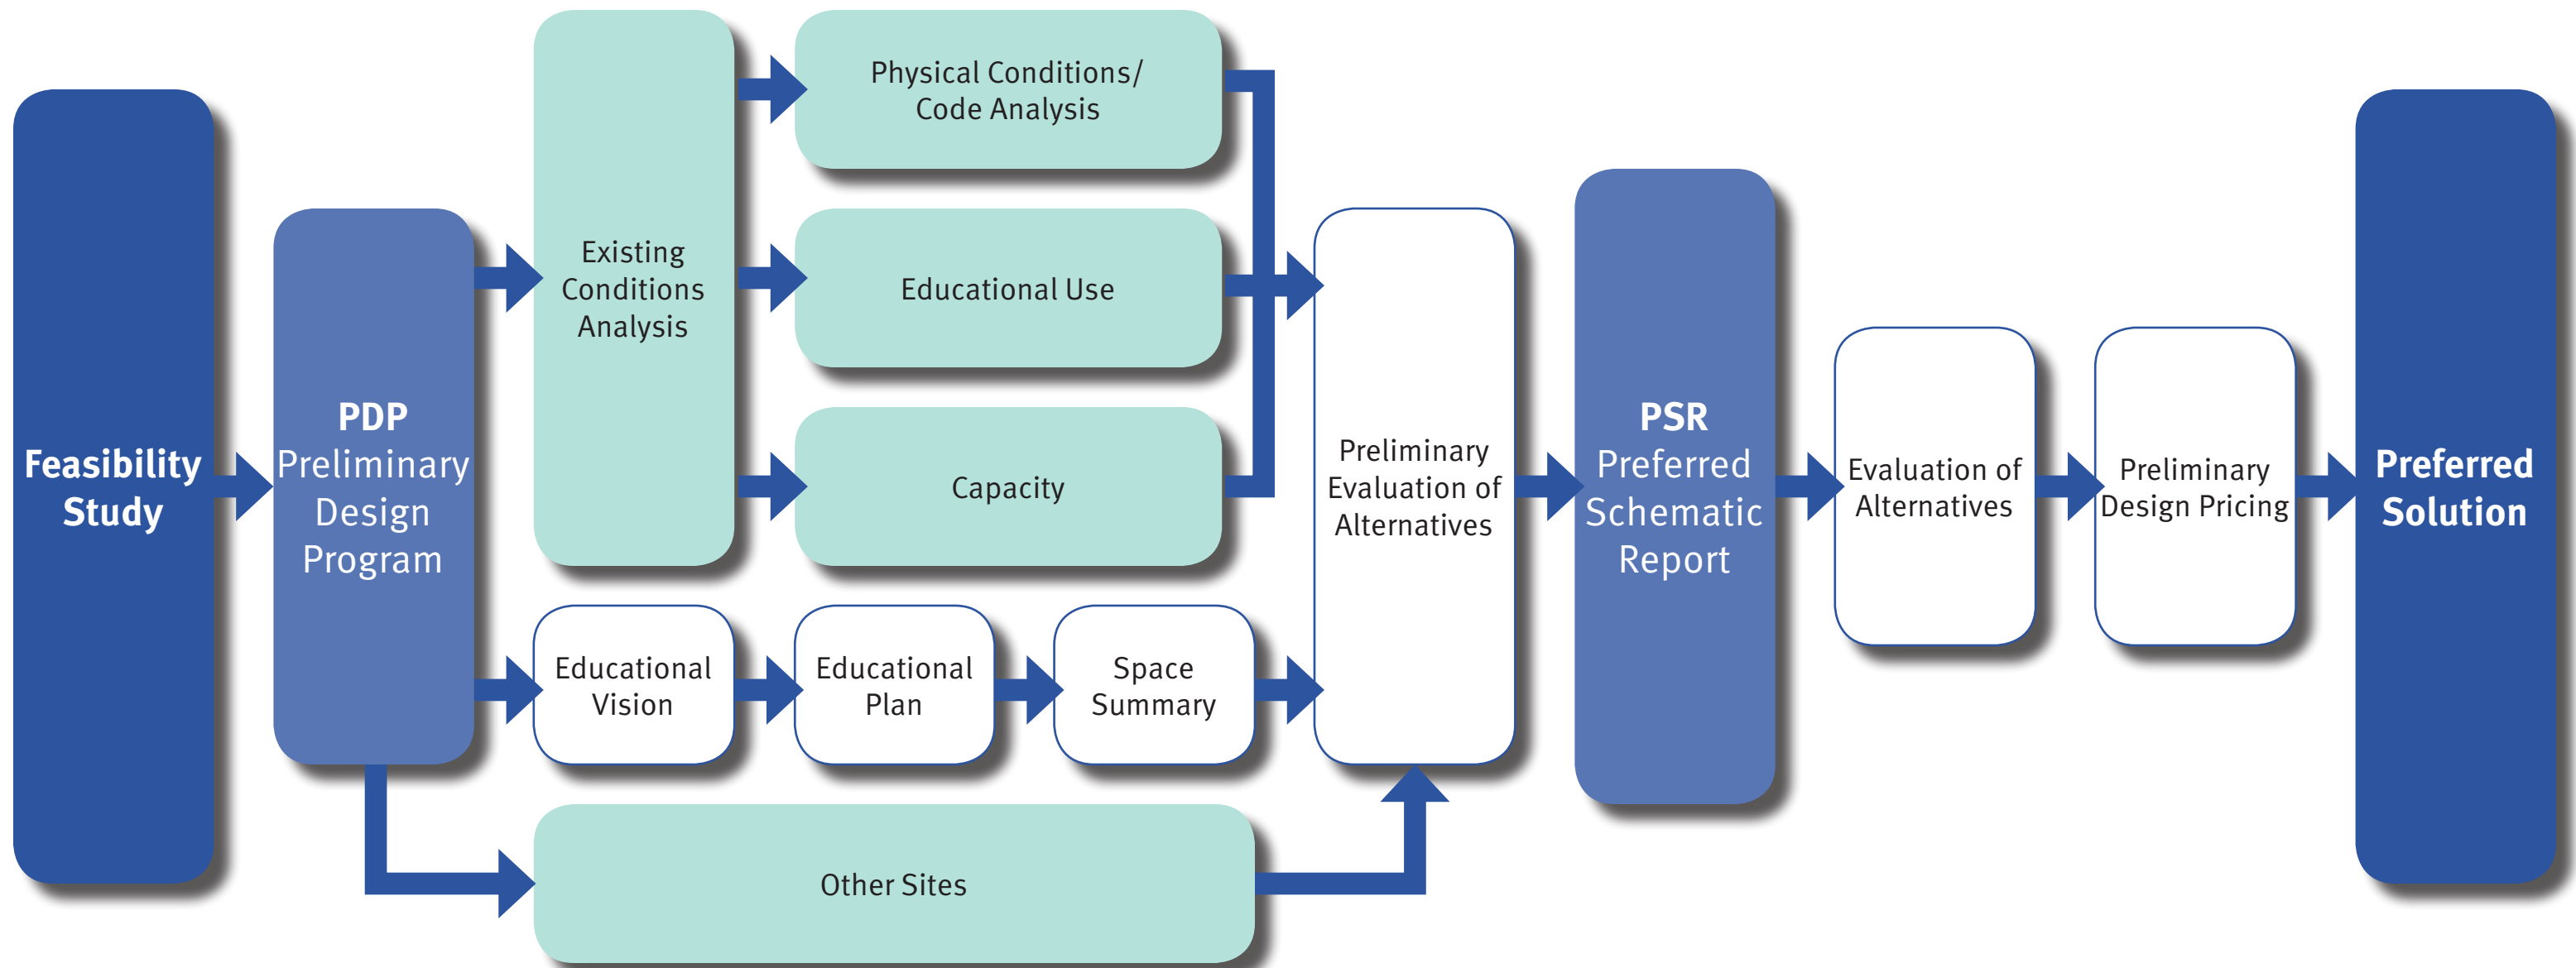 Feasibility
Study
PDP
Preliminary
Design
Program
Existing
Conditions
Analysis
Physical Conditions/
Code Analysis
Educational Use
Capacity
Educational
Vision
Educational
Plan
Space
Summary
Other Sites
Preliminary
Evaluation of
Alternatives
PSR
Preferred
Schematic
Report
Evaluation of
Alternatives
Preliminary
Design Pricing
Preferred
Solution